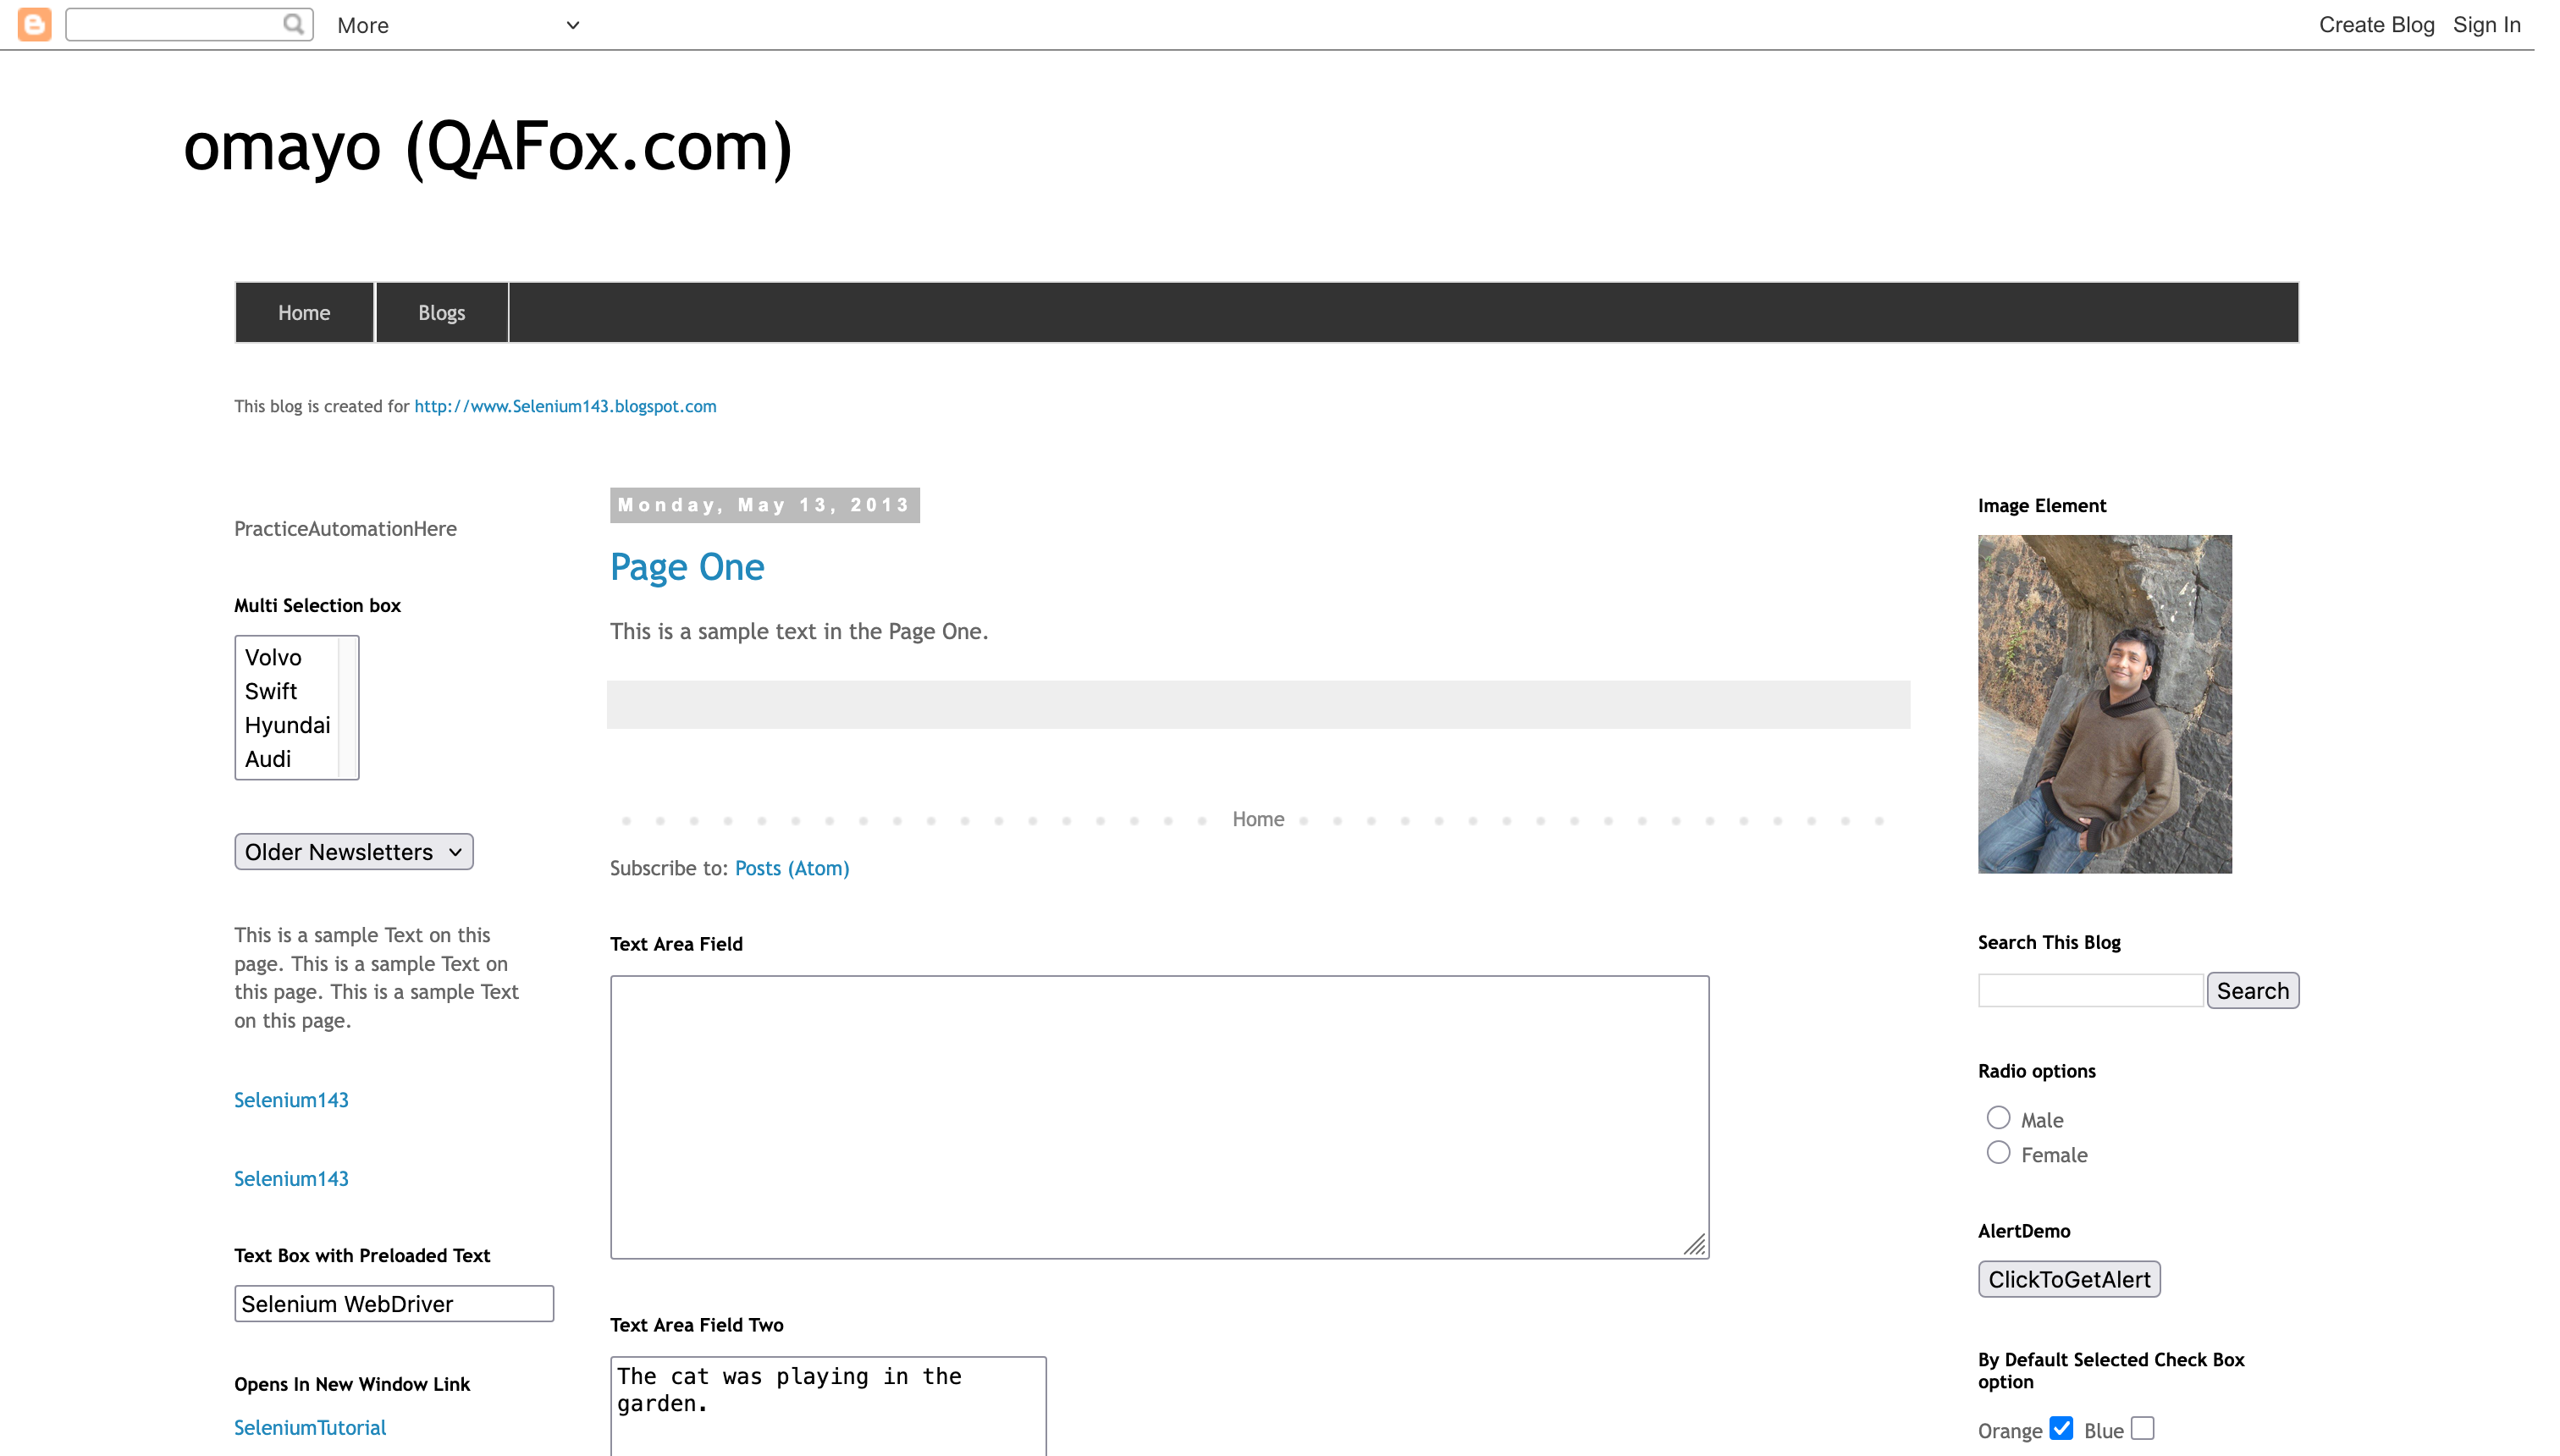 More
Create Blog Sign In
omayo (QAFox.com)
Home Blogs
This blog is created for http://www.Selenium143.blogspot.com
PracticeAutomationHere
Multi Selection box
Volvo
Swift
Hyundai
Audi
Older Newsletters
This is a sample Text on this
page. This is a sample Text on
this page. This is a sample Text
on this page.
Selenium143
Selenium143
Text Box with Preloaded Text
Selenium WebDriver
Opens In New Window Link
SeleniumTutorial
Monday, May 13, 2013
Page One
This is a sample text in the Page One.
Home
Subscribe to: Posts (Atom)
Text Area Field
Text Area Field Two
The cat was playing in the
garden.
Image Element
Search This Blog
Search
Radio options
Male
Female
AlertDemo
ClickToGetAlert
By Default Selected Check Box
option
Orange Blue